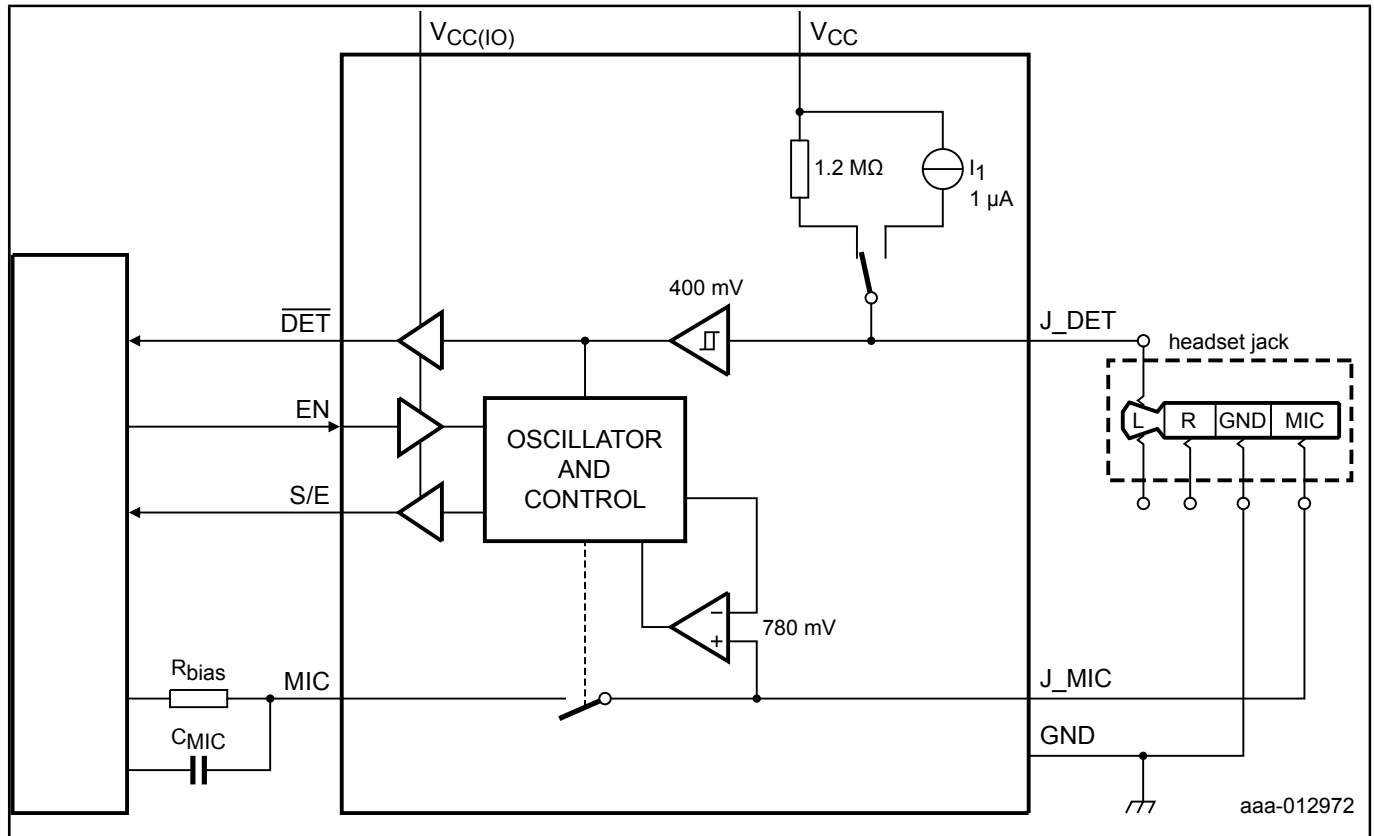 VCC(IO)
VCC
1.2 MΩ
I1
1 μA
400 mV
DET
J_DET
headset jack
EN
L
R
GND
MIC
OSCILLATOR
AND
CONTROL
S/E
780 mV
−
+
Rbias
MIC
J_MIC
CMIC
GND
aaa-012972